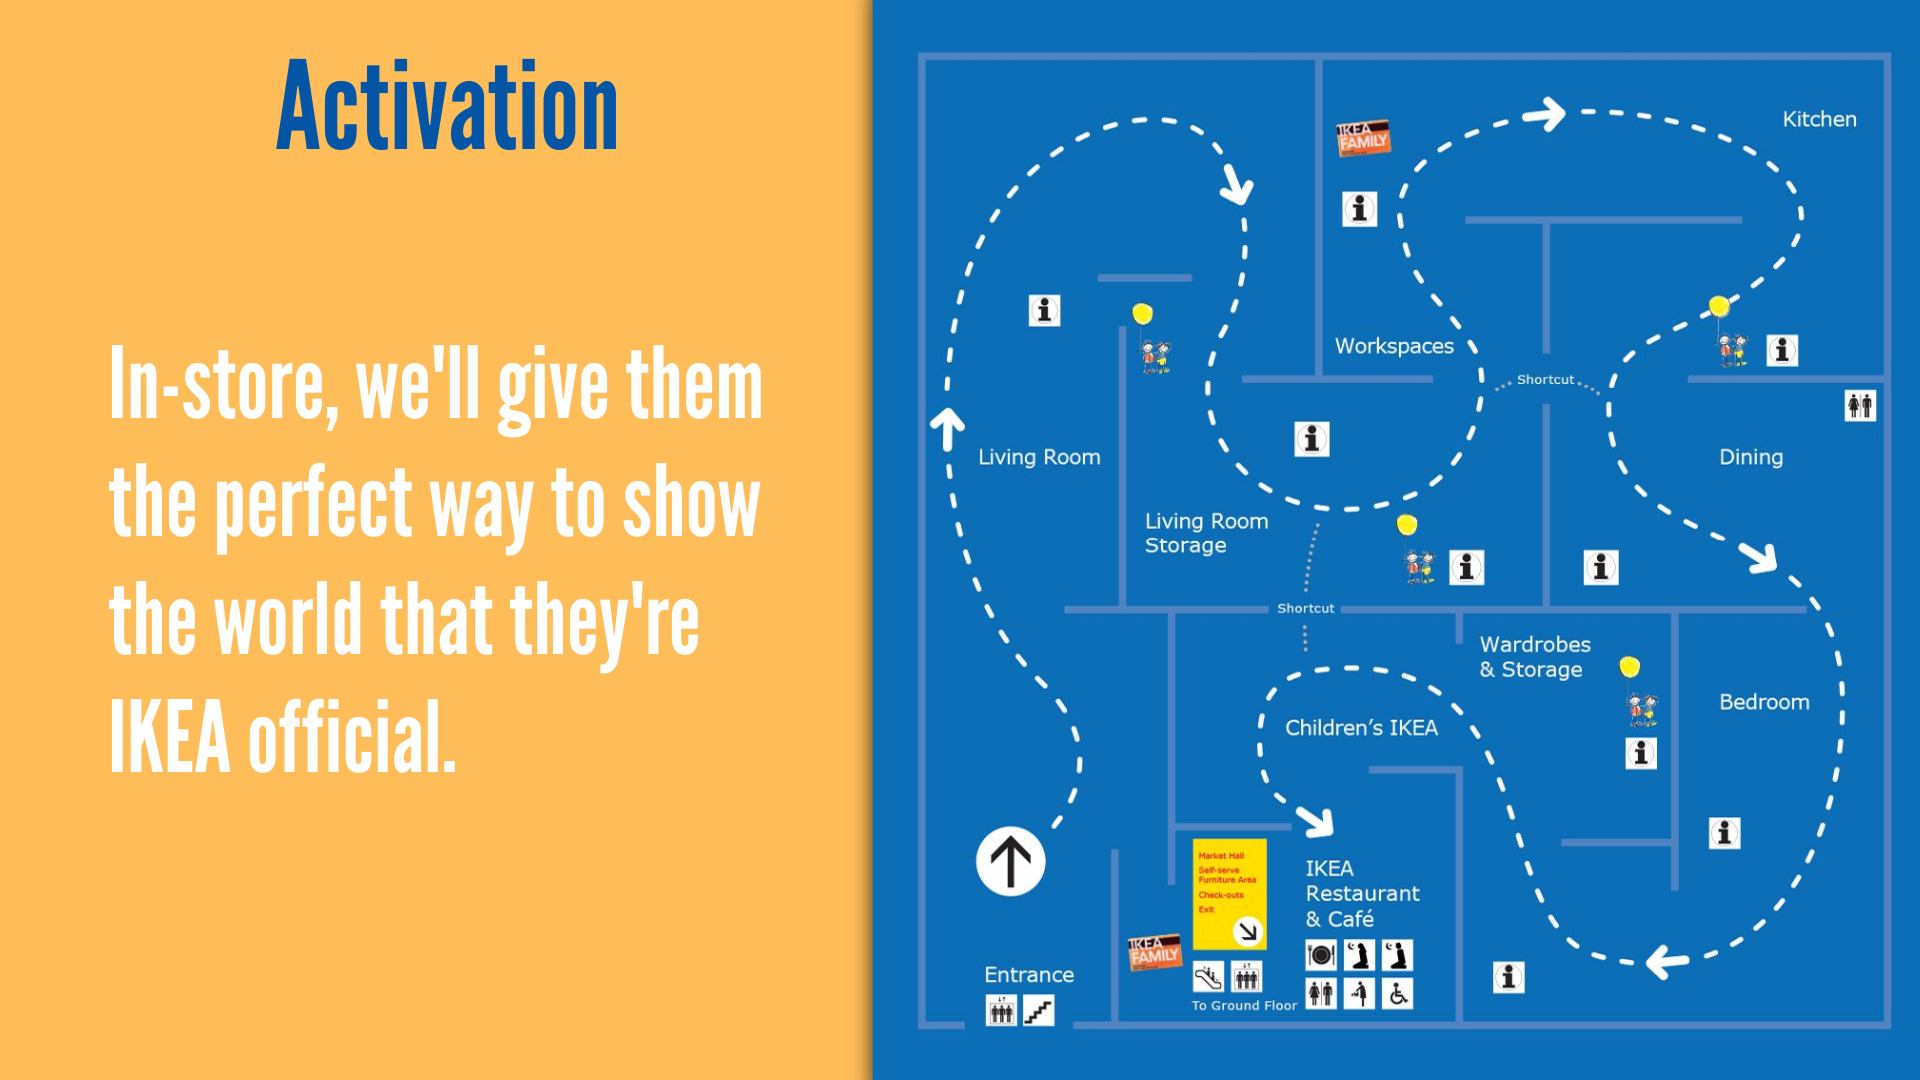 Activation
In-store, we'll give them
the perfect way to show
the world that they're
IKEA official.
Kitchen
IKEA
FAMILY
Workspaces
Shortcut
Living Room
Dining
Living Room
Storage
Shortcut
Wardrobes
& Storage
Bedroom
Children's IKEA
Market Hall
Self-serve
Furniture Area
Check-outs
Exit
IKEA
Restaurant
& Café
IKEA
FAMILY
Entrance
To Ground Floor